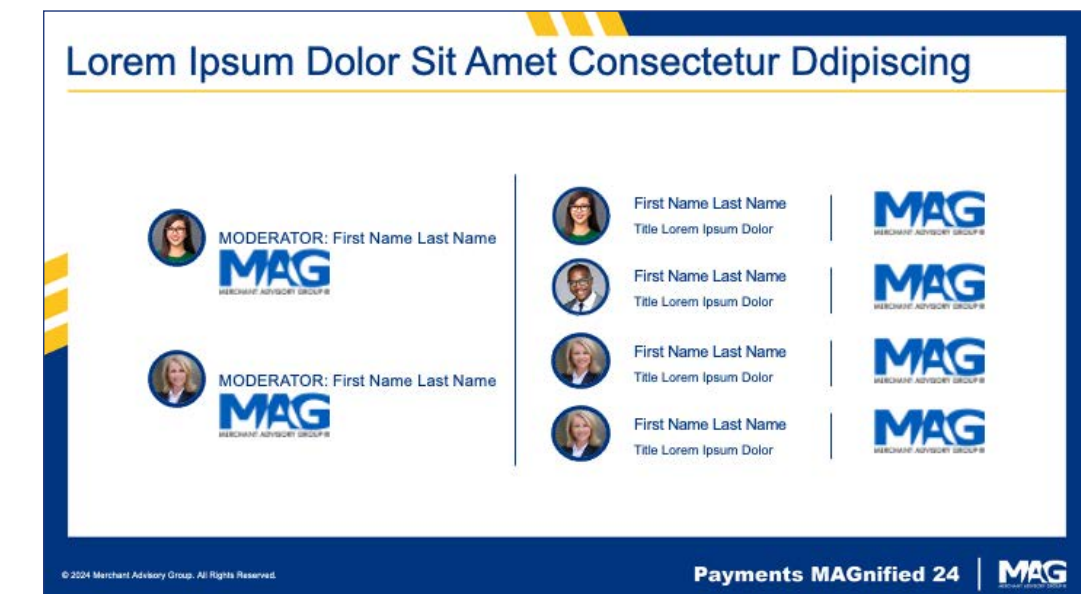 Lorem Ipsum Dolor Sit Amet Consectetur Ddipiscing
MODERATOR: First Name Last Name
MAG
MERCHANT ADVISORY GROUP®
MODERATOR: First Name Last Name
MAG
MERCHANT ADVISORY GROUP®
First Name Last Name
Title Lorem Ipsum Dolor
MAG
MERCHANT ADVISORY GROUP®
First Name Last Name
Title Lorem Ipsum Dolor
MAG
MERCHANT ADVISORY GROUP®
First Name Last Name
Title Lorem Ipsum Dolor
MAG
MERCHANT ADVISORY GROUP®
First Name Last Name
Title Lorem Ipsum Dolor
MAG
MERCHANT ADVISORY GROUP®
© 2024 Merchant Advisory Group. All Rights Reserved.
Payments MAGnified 24
MAG
MERCHANT ADVISORY GROUP®